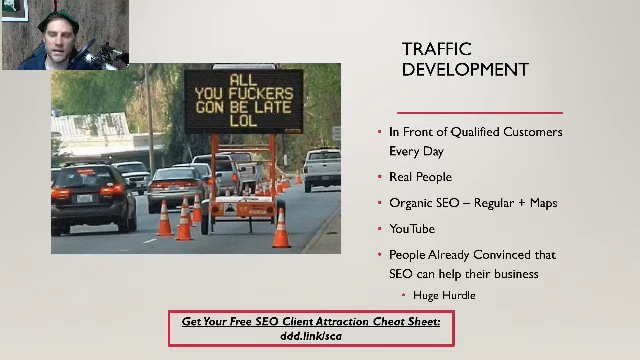 TRAFFIC
DEVELOPMENT
ALL
YOU FUCKERS
GON BE LATE
LOL
• In Front of Qualified Customers
Every Day
• Real People
• Organic SEO – Regular + Maps
• YouTube
• People Already Convinced that
SEO can help their business
• Huge Hurdle
Get Your Free SEO Client Attraction Cheat Sheet:
ddd.link/sca